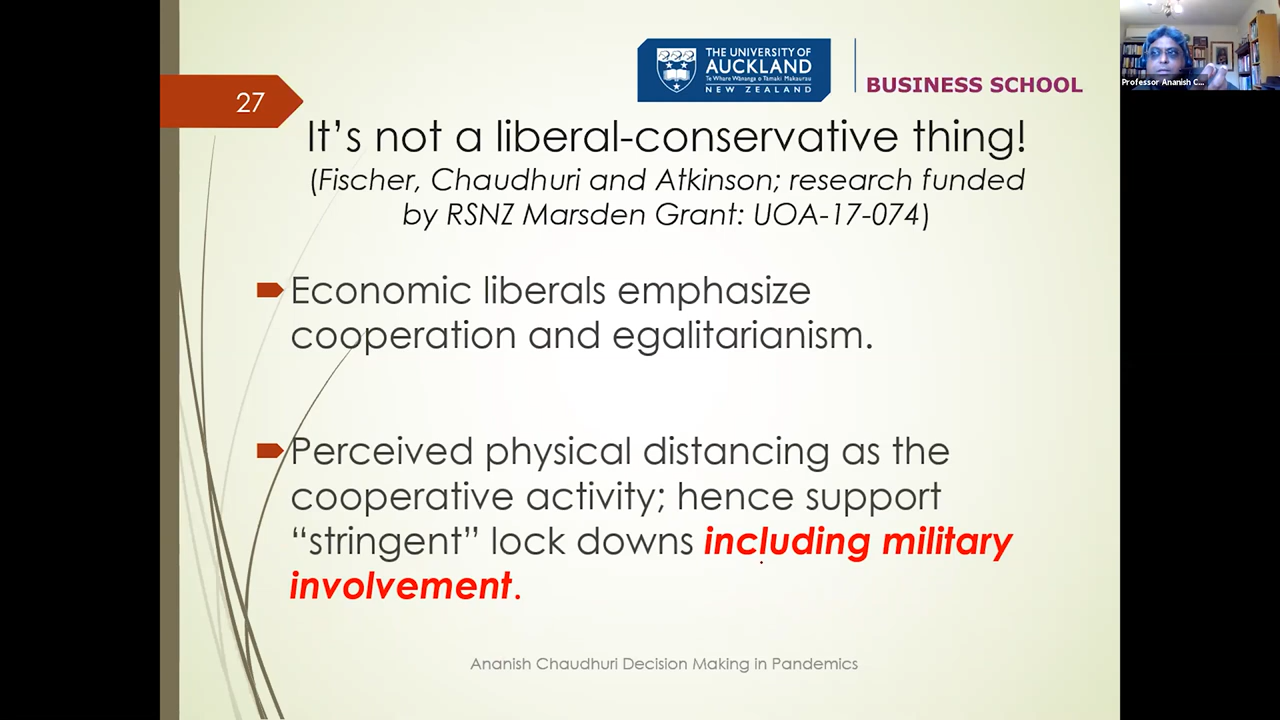 27
THE UNIVERSITY OF
AUCKLAND
Te Whare Wānanga o Tāmaki Makaurau
NEW ZEALAND
BUSINESS SCHOOL
Professor Ananish C...
It's not a liberal-conservative thing!
(Fischer, Chaudhuri and Atkinson; research funded
by RSNZ Marsden Grant: UOA-17-074)
Economic liberals emphasize
cooperation and egalitarianism.
Perceived physical distancing as the
cooperative activity; hence support
“stringent” lock downs including military
involvement.
Ananish Chaudhuri Decision Making in Pandemics